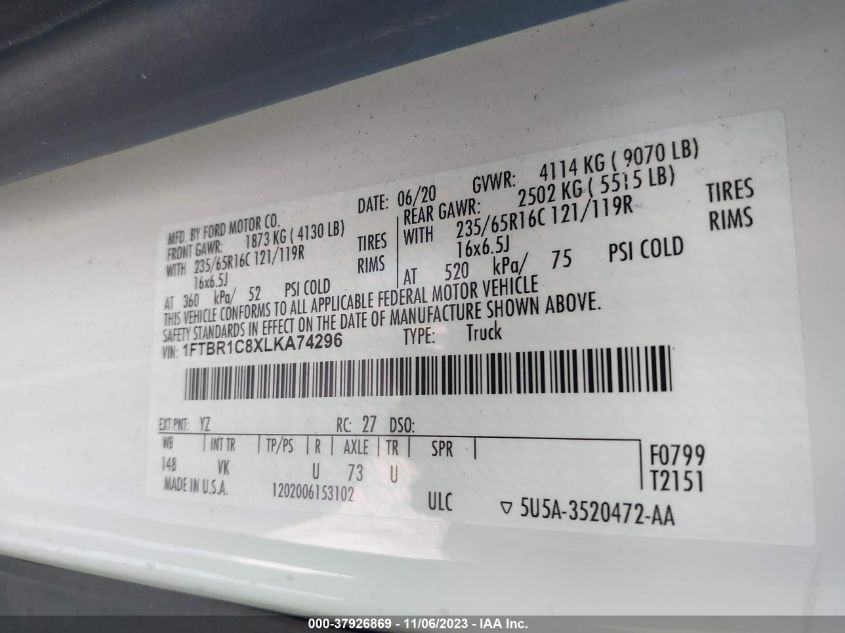 MFD. BY FORD MOTOR CO. DATE: 06/20 GVWR: 4114 KG ( 9070 LB)
FRONT GAWR: 1873 KG ( 4130 LB) REAR GAWR: 2502 KG ( 5515 LB)
WITH 235/65R16C 121/119R TIRES WITH 235/65R16C 121/119R TIRES
16x6.5J RIMS 16x6.5J RIMS
AT 360 kPa/ 52 PSI COLD AT 520 kPa/ 75 PSI COLD
THIS VEHICLE CONFORMS TO ALL APPLICABLE FEDERAL MOTOR VEHICLE
SAFETY STANDARDS IN EFFECT ON THE DATE OF MANUFACTURE SHOWN ABOVE.
VIN: 1FTBR1C8XLKA74296 TYPE: Truck
EXT PNT: YZ RC: 27 DSO:
WB INT TR TP/PS R AXLE TR SPR F0799
148 VK U 73 U T2151
MADE IN U.S.A. 1202006153102 ULC ▽ 5U5A-3520472-AA
000-37926869 - 11/06/2023 - IAA Inc.